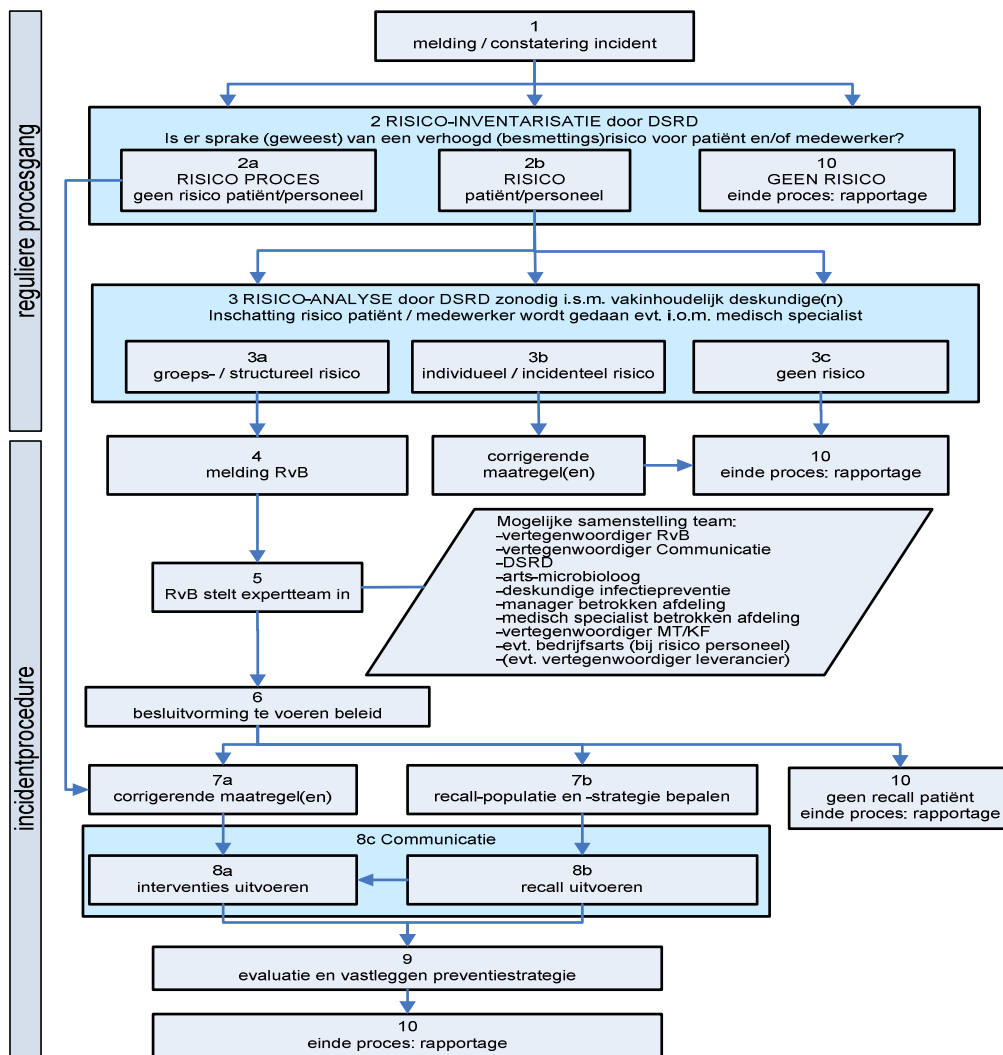 reguliere procesgang
incidentprocedure
1
melding / constatering incident
2 RISICO-INVENTARISATIE door DSRD
Is er sprake (geweest) van een verhoogd (besmettings)risico voor patiënt en/of medewerker?
2a
RISICO PROCES
geen risico patiënt/personeel
2b
RISICO
patiënt/personeel
10
GEEN RISICO
einde proces: rapportage
3 RISICO-ANALYSE door DSRD zonodig i.s.m. vakinhoudelijk deskundige(n)
Inschatting risico patiënt / medewerker wordt gedaan evt. i.o.m. medisch specialist
3a
groeps- / structureel risico
3b
individueel / incidenteel risico
3c
geen risico
4
melding RvB
corrigerende
maatregel(en)
10
einde proces: rapportage
5
RvB stelt expertteam in
Mogelijke samenstelling team:
-vertegenwoordiger RvB
-vertegenwoordiger Communicatie
-DSRD
-arts-microbioloog
-deskundige infectiepreventie
-manager betrokken afdeling
-medisch specialist betrokken afdeling
-vertegenwoordiger MT/KF
-evt. bedrijfsarts (bij risico personeel)
-(evt. vertegenwoordiger leverancier)
6
besluitvorming te voeren beleid
7a
corrigerende maatregel(en)
7b
recall-populatie en -strategie bepalen
10
geen recall patiënt
einde proces: rapportage
8c Communicatie
8a
interventies uitvoeren
8b
recall uitvoeren
9
evaluatie en vastleggen preventiestrategie
10
einde proces: rapportage